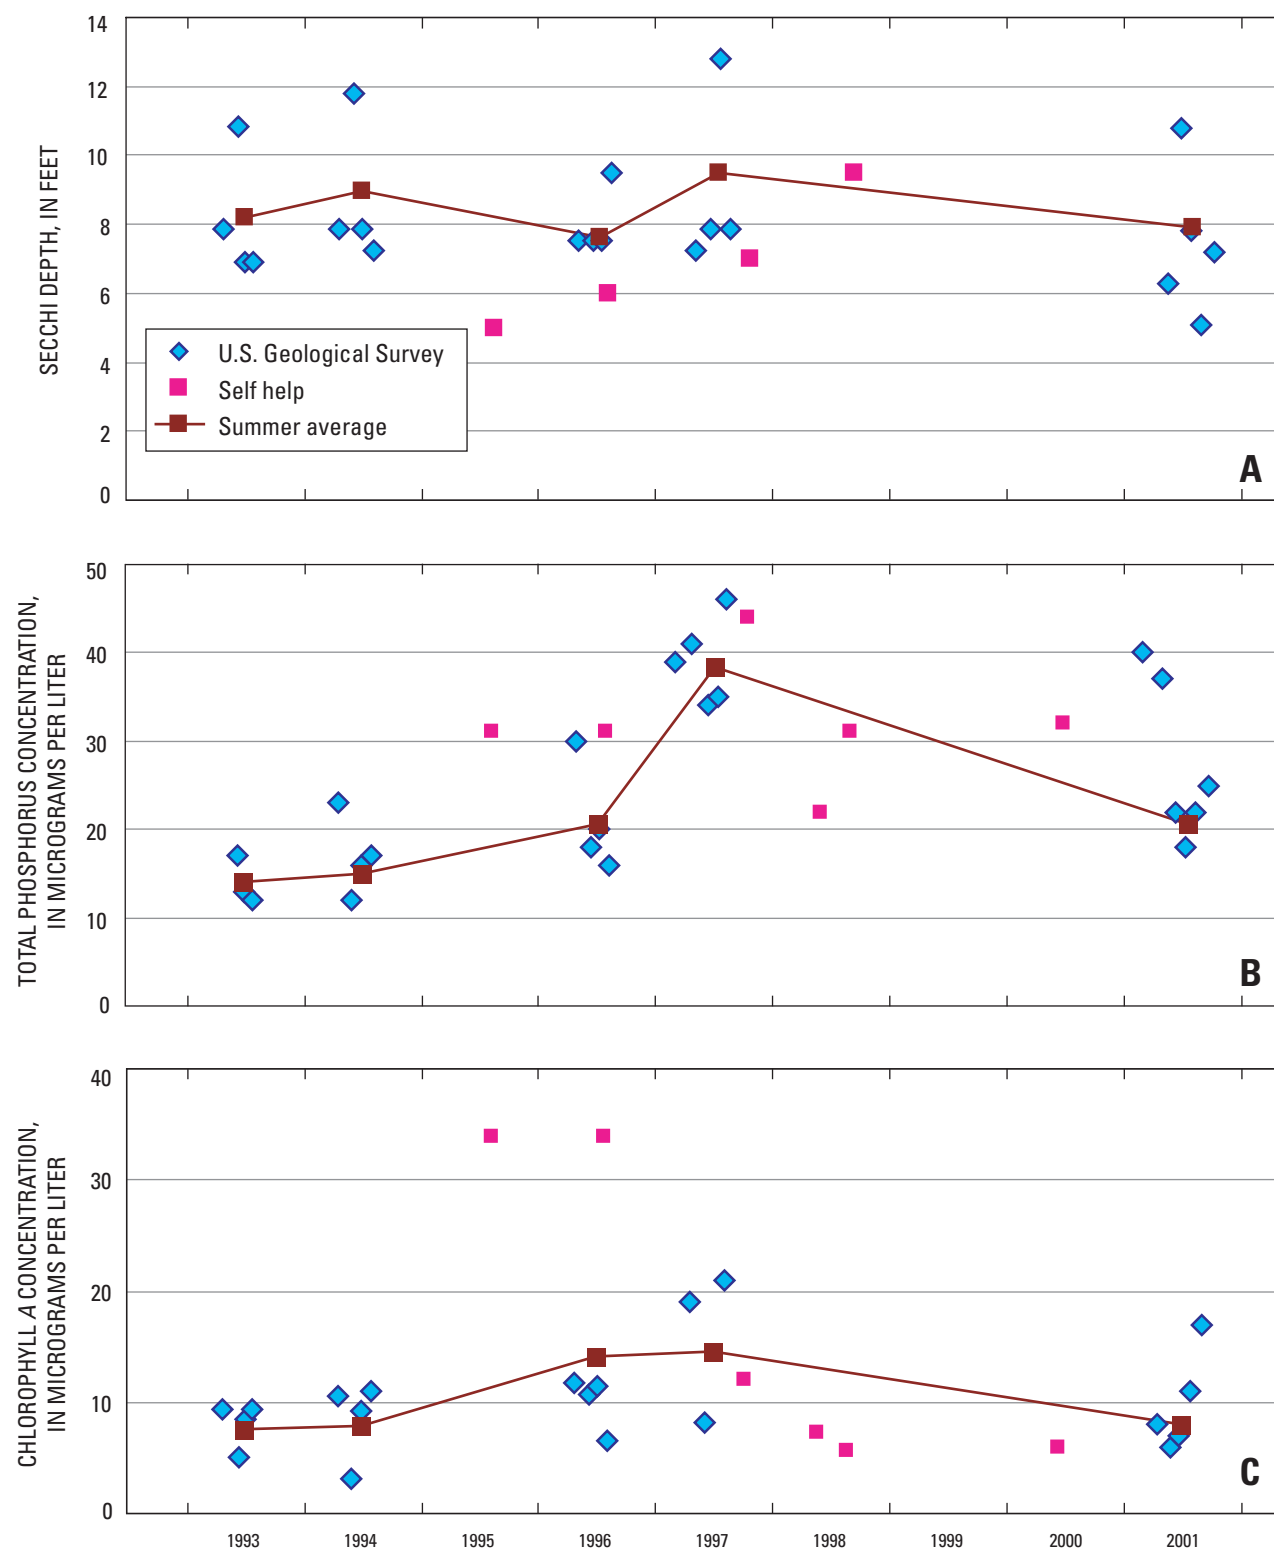 14
12
10
8
6
4
2
0
SECCHI DEPTH, IN FEET
U.S. Geological Survey
Self help
Summer average
A
50
40
30
20
10
0
TOTAL PHOSPHORUS CONCENTRATION,
IN MICROGRAMS PER LITER
B
40
30
20
10
0
CHLOROPHYLL A CONCENTRATION,
IN MICROGRAMS PER LITER
C
1993 1994 1995 1996 1997 1998 1999 2000 2001